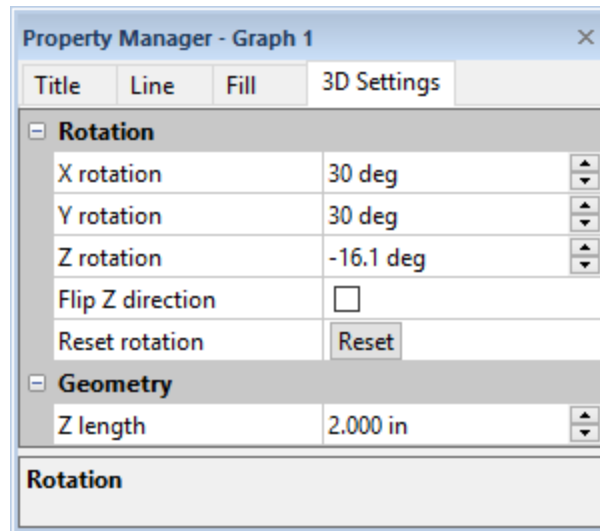 Property Manager - Graph 1
Title Line Fill 3D Settings
Rotation
X rotation 30 deg
Y rotation 30 deg
Z rotation -16.1 deg
Flip Z direction
Reset rotation Reset
Geometry
Z length 2.000 in
Rotation